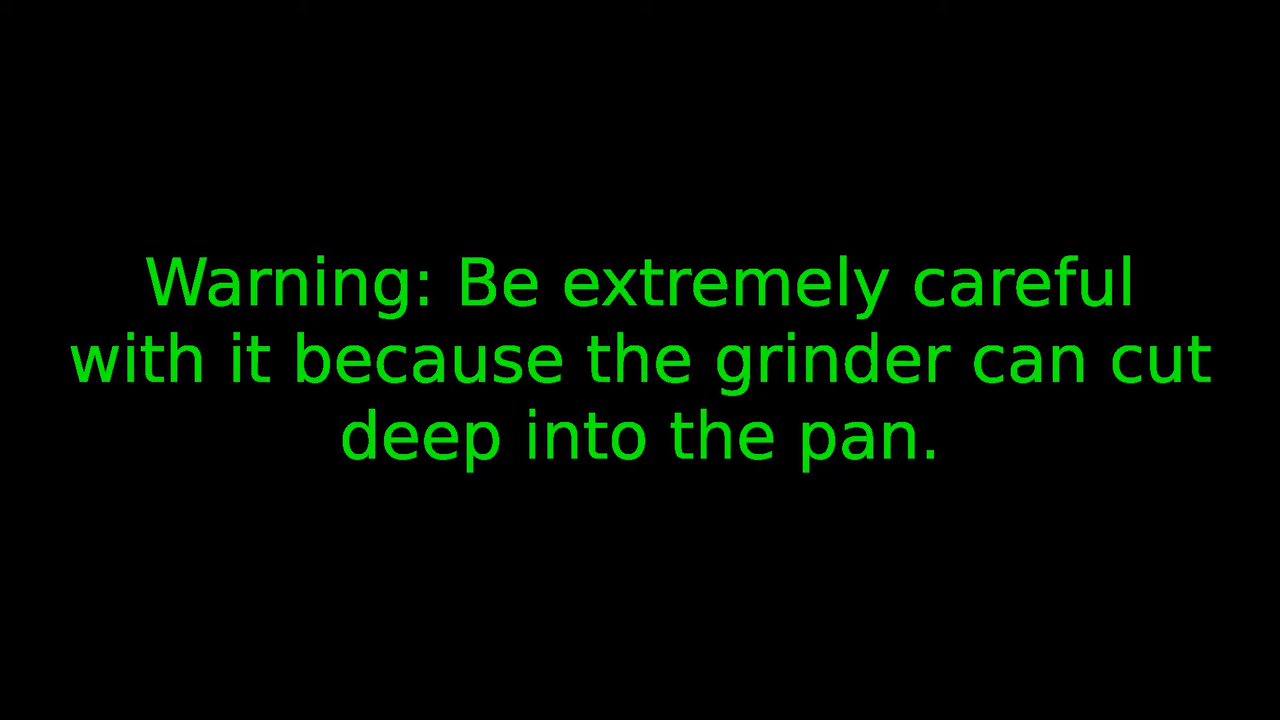 Warning: Be extremely careful
with it because the grinder can cut
deep into the pan.